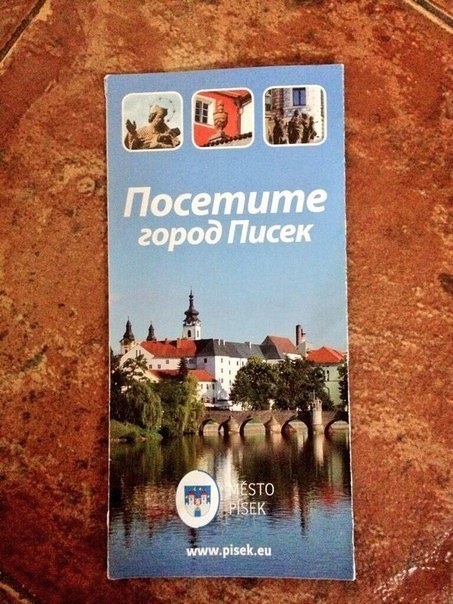 Посетите
город Писек
MĚSTO
PÍSEK
www.pisek.eu